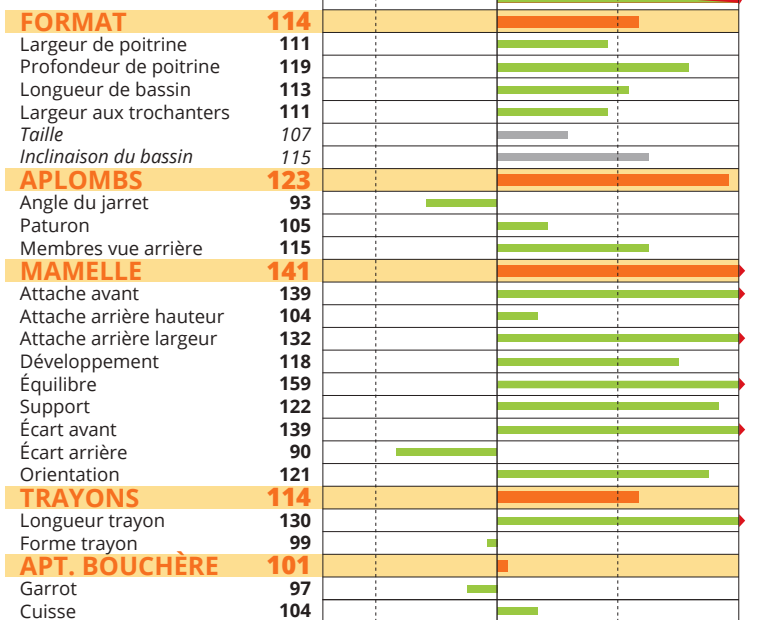 FORMAT 114
Largeur de poitrine 111
Profondeur de poitrine 119
Longueur de bassin 113
Largeur aux trochanters 111
Taille 107
Inclinaison du bassin 115
APLOMBS 123
Angle du jarret 93
Paturon 105
Membres vue arrière 115
MAMELLE 141
Attache avant 139
Attache arrière hauteur 104
Attache arrière largeur 132
Développement 118
Équilibre 159
Support 122
Écart avant 139
Écart arrière 90
Orientation 121
TRAYONS 114
Longueur trayon 130
Forme trayon 99
APT. BOUCHÈRE 101
Garrot 97
Cuisse 104